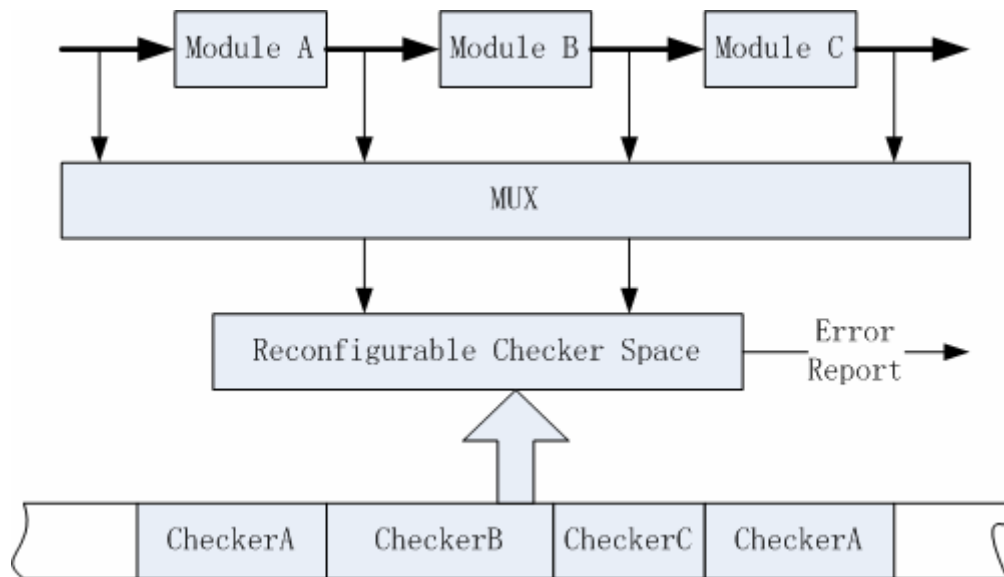 Module A
Module B
Module C
MUX
Reconfigurable Checker Space
Error
Report
CheckerA
CheckerB
CheckerC
CheckerA